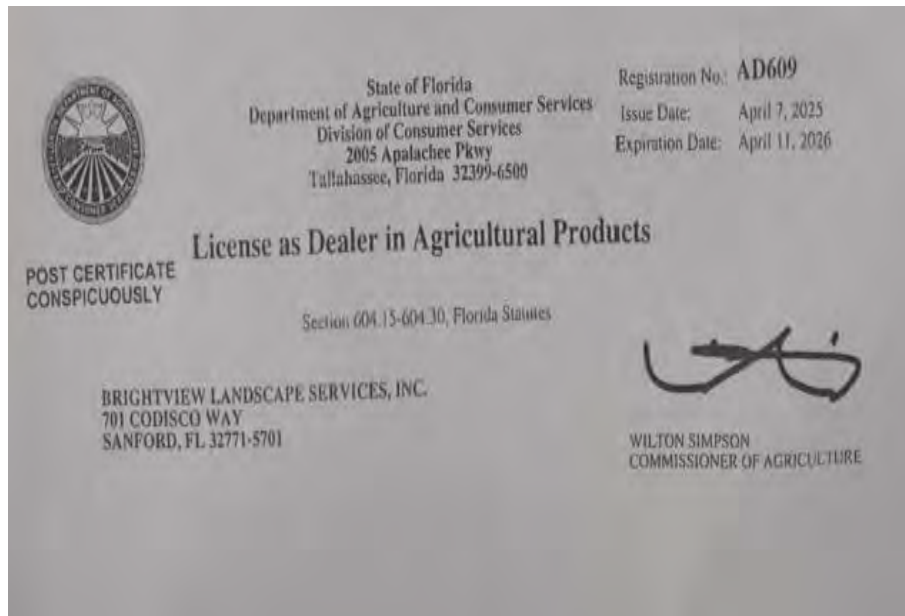 State of Florida
Department of Agriculture and Consumer Services
Division of Consumer Services
2005 Apalachee Pkwy
Tallahassee, Florida 32399-6500
Registration No.: AD609
Issue Date: April 7, 2025
Expiration Date: April 11, 2026
License as Dealer in Agricultural Products
POST CERTIFICATE
CONSPICUOUSLY
Section 604.15-604.30, Florida Statutes
BRIGHTVIEW LANDSCAPE SERVICES, INC.
701 CODISCO WAY
SANFORD, FL 32771-5701
WILTON SIMPSON
COMMISSIONER OF AGRICULTURE